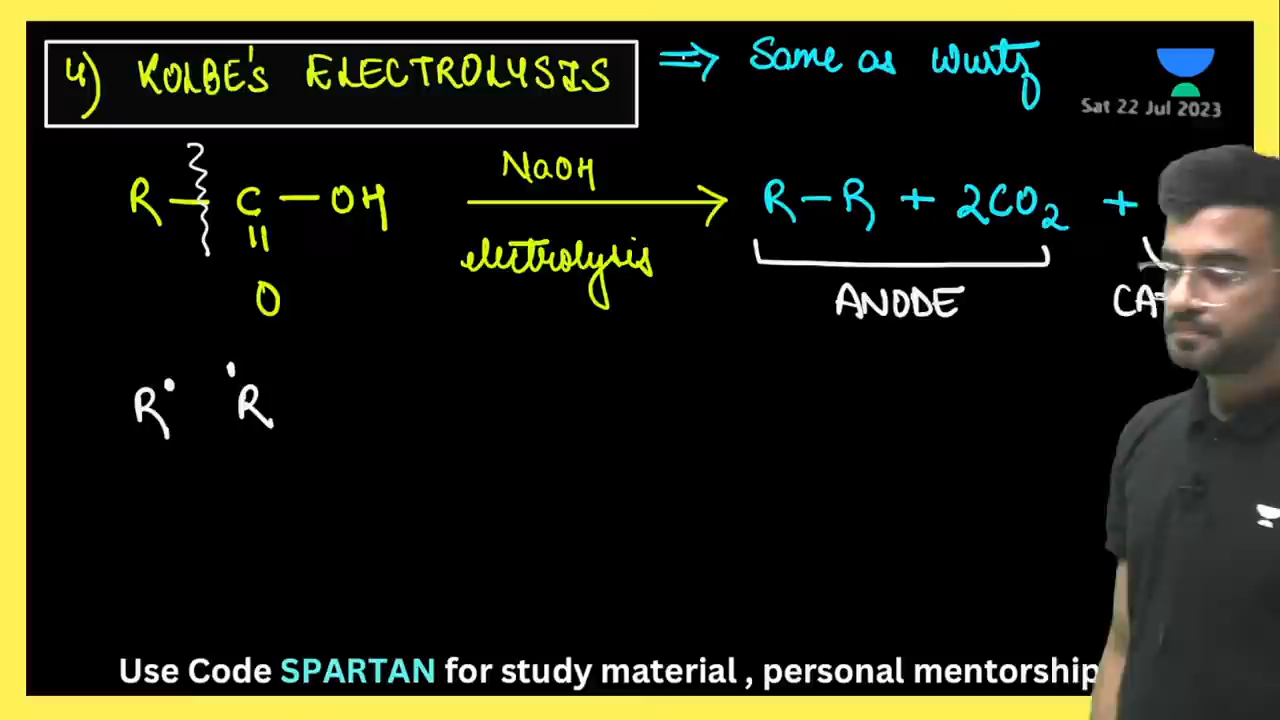 4) KOLBE'S ELECTROLYSIS ⇒ Same as Wurtz
Sat 22 Jul 2023
R — C — OH NaOH R — R + 2CO2 +
||
O
electrolysis
ANODE CA
R• •R
Use Code SPARTAN for study material , personal mentorship